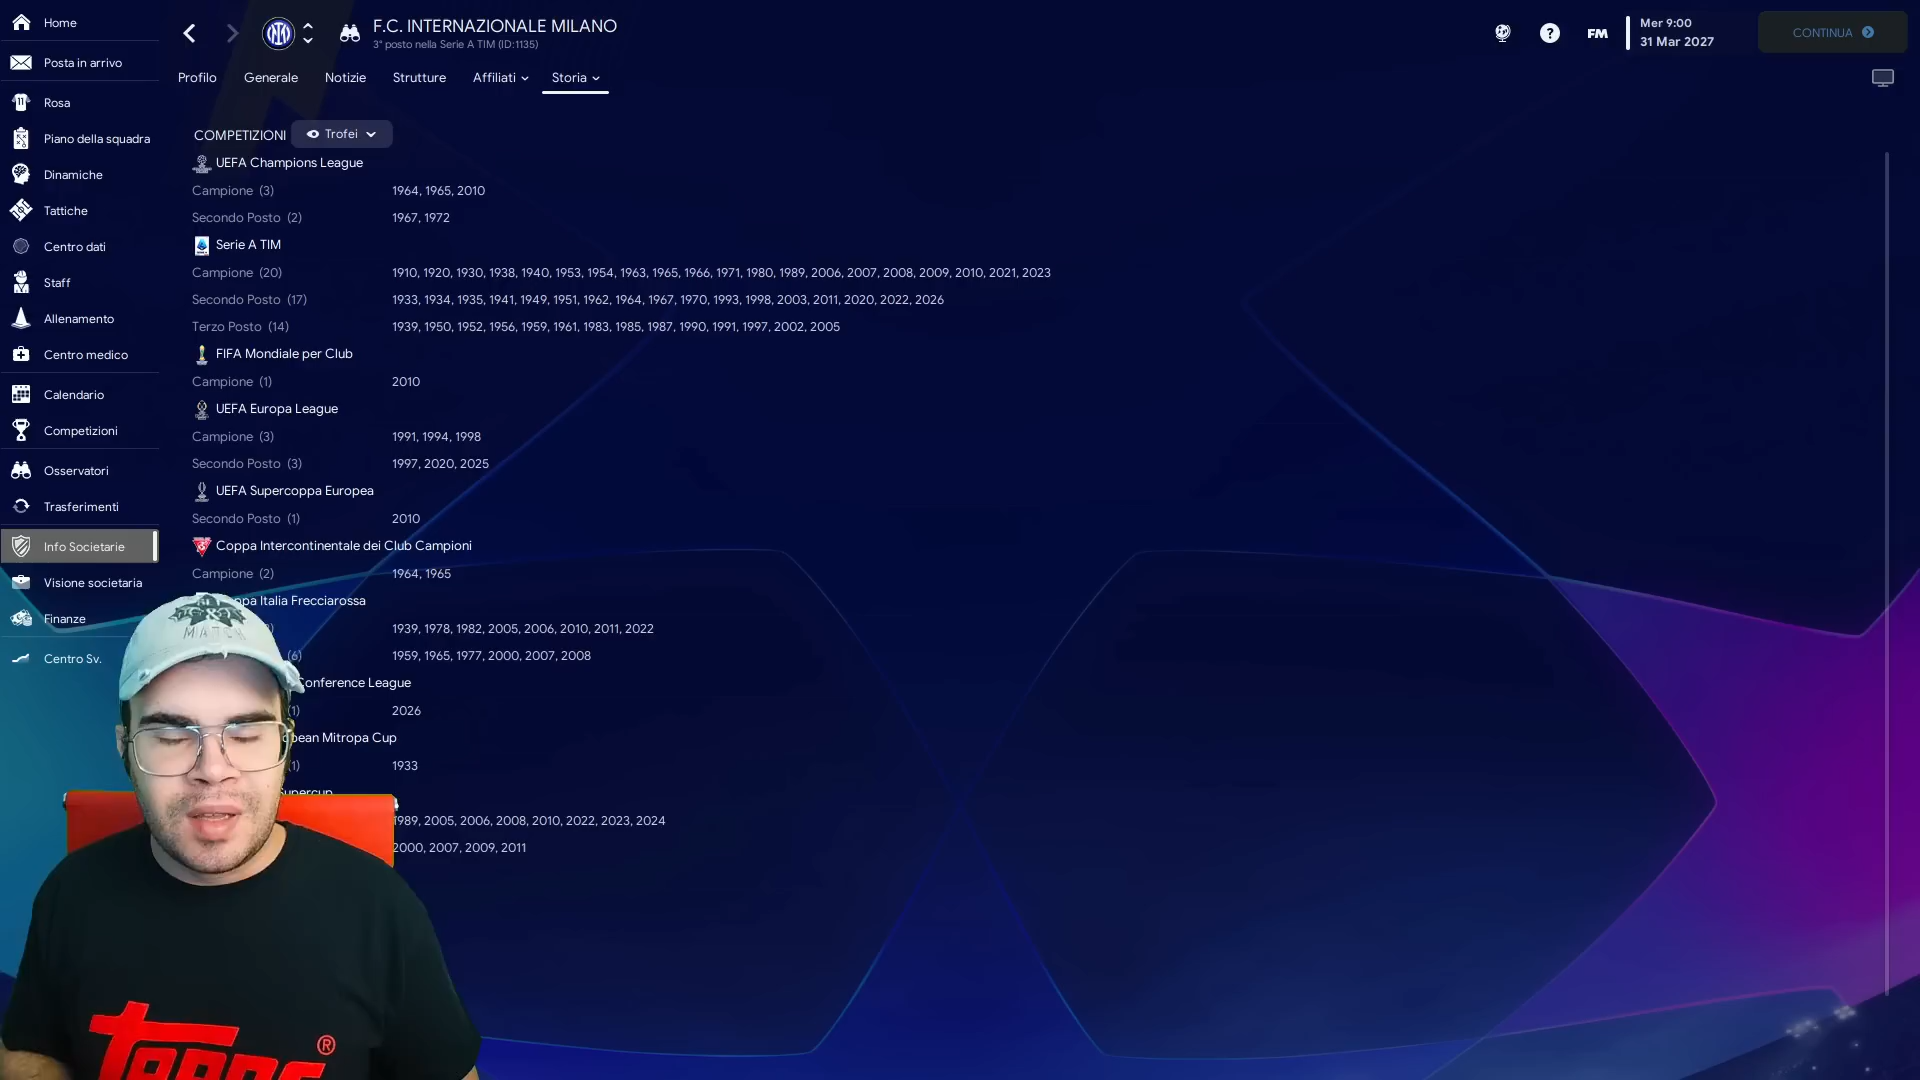 Home
Posta in arrivo
Rosa
Piano della squadra
Dinamiche
Tattiche
Centro dati
Staff
Allenamento
Centro medico
Calendario
Competizioni
Osservatori
Trasferimenti
Info Societarie
Visione societaria
Finanze
Centro Sv.
F.C. INTERNAZIONALE MILANO
3° posto nella Serie A TIM (ID:1135)
FM
Mer 9:00
31 Mar 2027
CONTINUA
Profilo Generale Notizie Strutture Affiliati Storia
COMPETIZIONI Trofei
UEFA Champions League
Campione (3) 1964, 1965, 2010
Secondo Posto (2) 1967, 1972
Serie A TIM
Campione (20) 1910, 1920, 1930, 1938, 1940, 1953, 1954, 1963, 1965, 1966, 1971, 1980, 1989, 2006, 2007, 2008, 2009, 2010, 2021, 2023
Secondo Posto (17) 1933, 1934, 1935, 1941, 1949, 1951, 1962, 1964, 1967, 1970, 1993, 1998, 2003, 2011, 2020, 2022, 2026
Terzo Posto (14) 1939, 1950, 1952, 1956, 1959, 1961, 1983, 1985, 1987, 1990, 1991, 1997, 2002, 2005
FIFA Mondiale per Club
Campione (1) 2010
UEFA Europa League
Campione (3) 1991, 1994, 1998
Secondo Posto (3) 1997, 2020, 2025
UEFA Supercoppa Europea
Secondo Posto (1) 2010
Coppa Intercontinentale dei Club Campioni
Campione (2) 1964, 1965
ppa Italia Frecciarossa
1939, 1978, 1982, 2005, 2006, 2010, 2011, 2022
(6) 1959, 1965, 1977, 2000, 2007, 2008
Conference League
(1) 2026
pean Mitropa Cup
(1) 1933
Supercup
1989, 2005, 2006, 2008, 2010, 2022, 2023, 2024
2000, 2007, 2009, 2011
&
MATCH
Topps ®